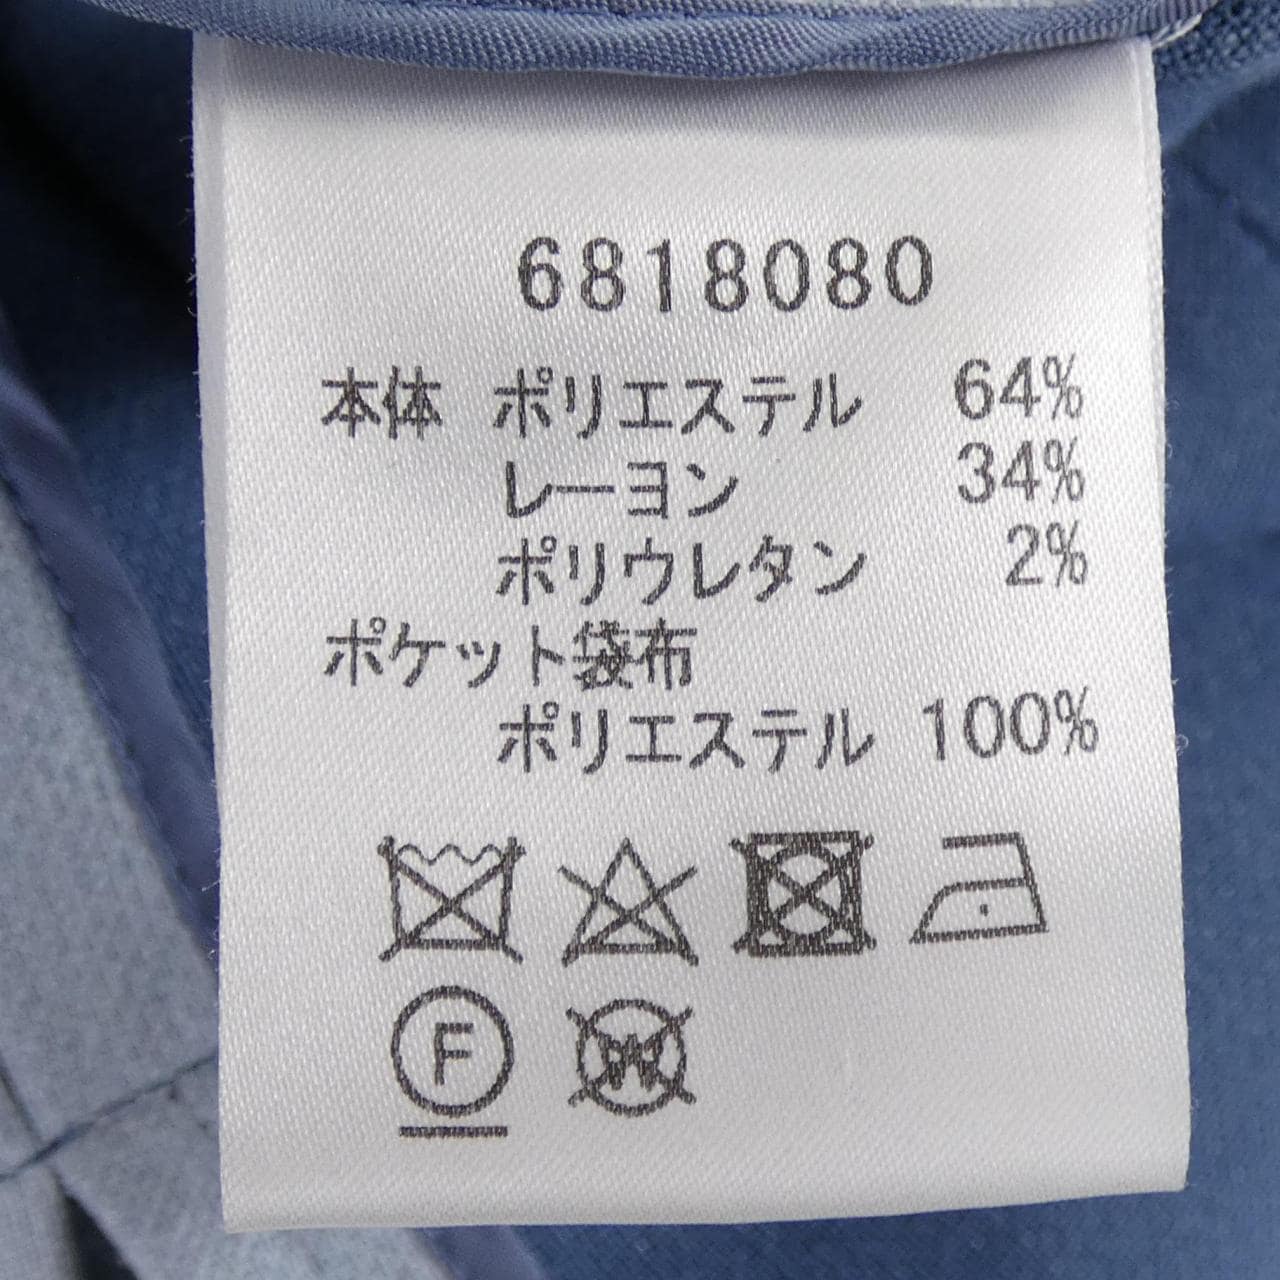 6818080
本体 ポリエステル 64%
レーヨン 34%
ポリウレタン 2%
ポケット袋布
ポリエステル 100%
F
W